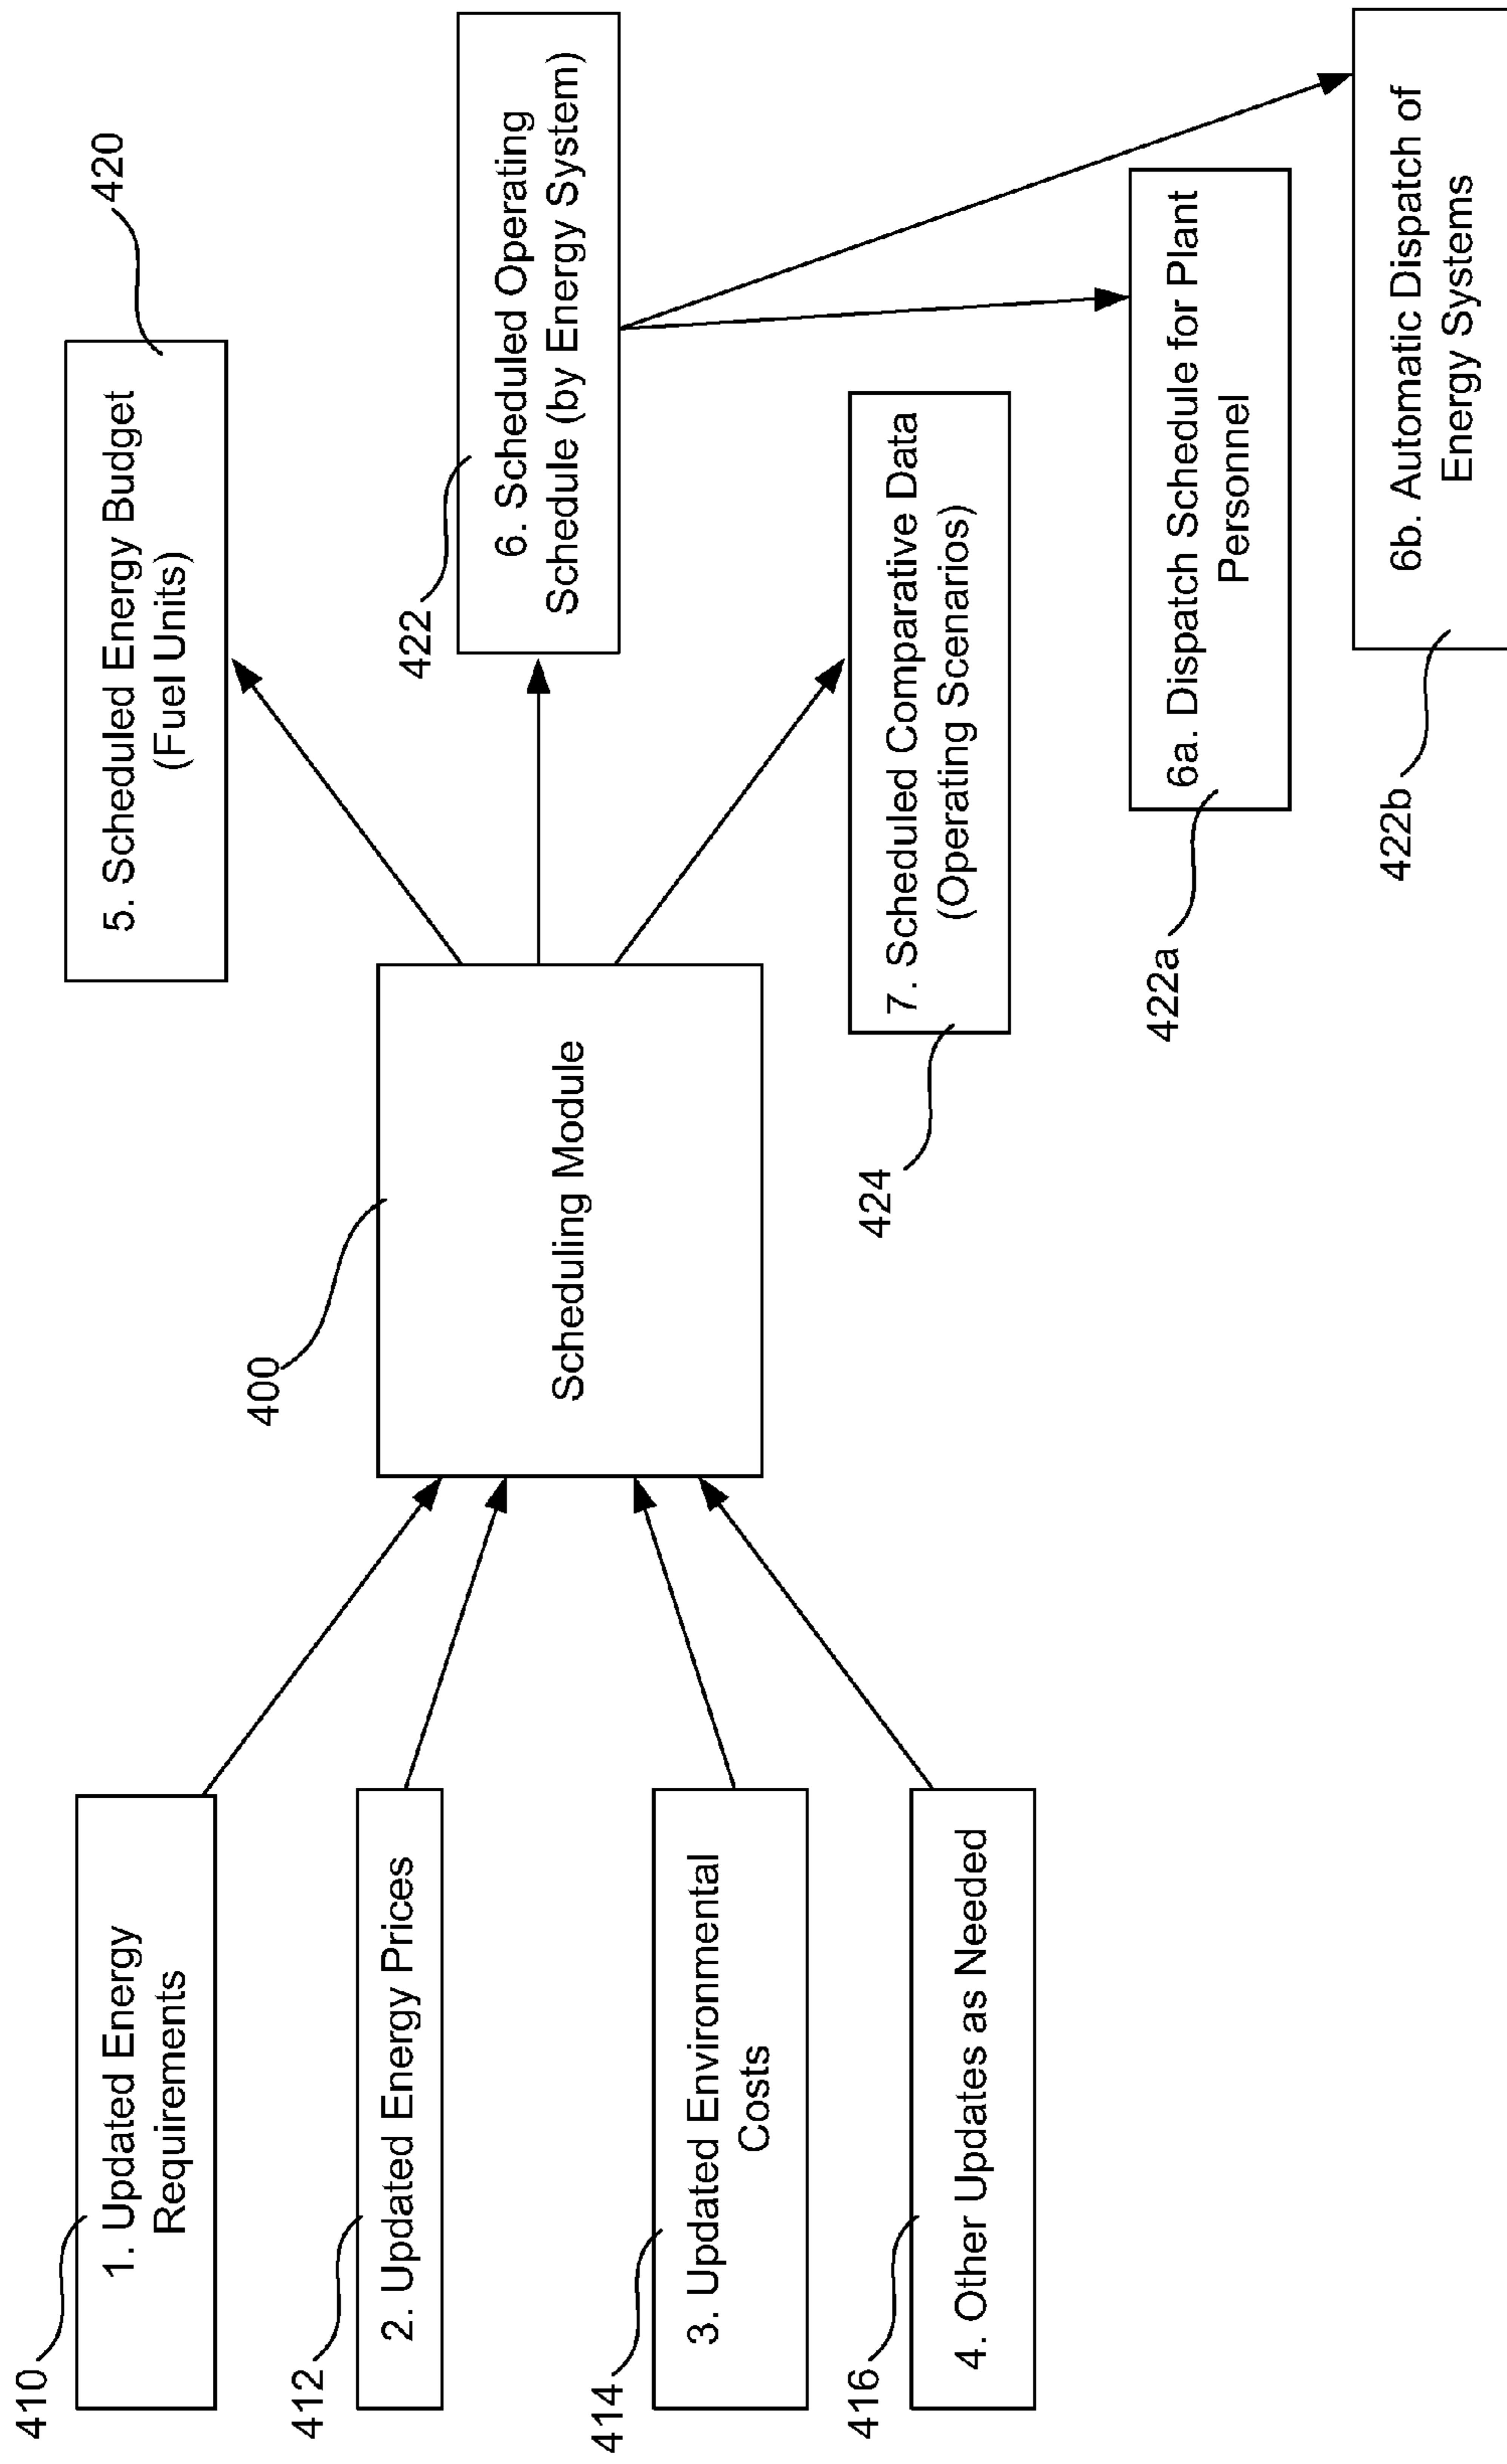 410
1. Updated Energy
Requirements
412
2. Updated Energy Prices
414
3. Updated Environmental
Costs
416
4. Other Updates as Needed
400
Scheduling Module
420
5. Scheduled Energy Budget
(Fuel Units)
422
6. Scheduled Operating
Schedule (by Energy System)
424
7. Scheduled Comparative Data
(Operating Scenarios)
422a
6a. Dispatch Schedule for Plant
Personnel
422b
6b. Automatic Dispatch of
Energy Systems